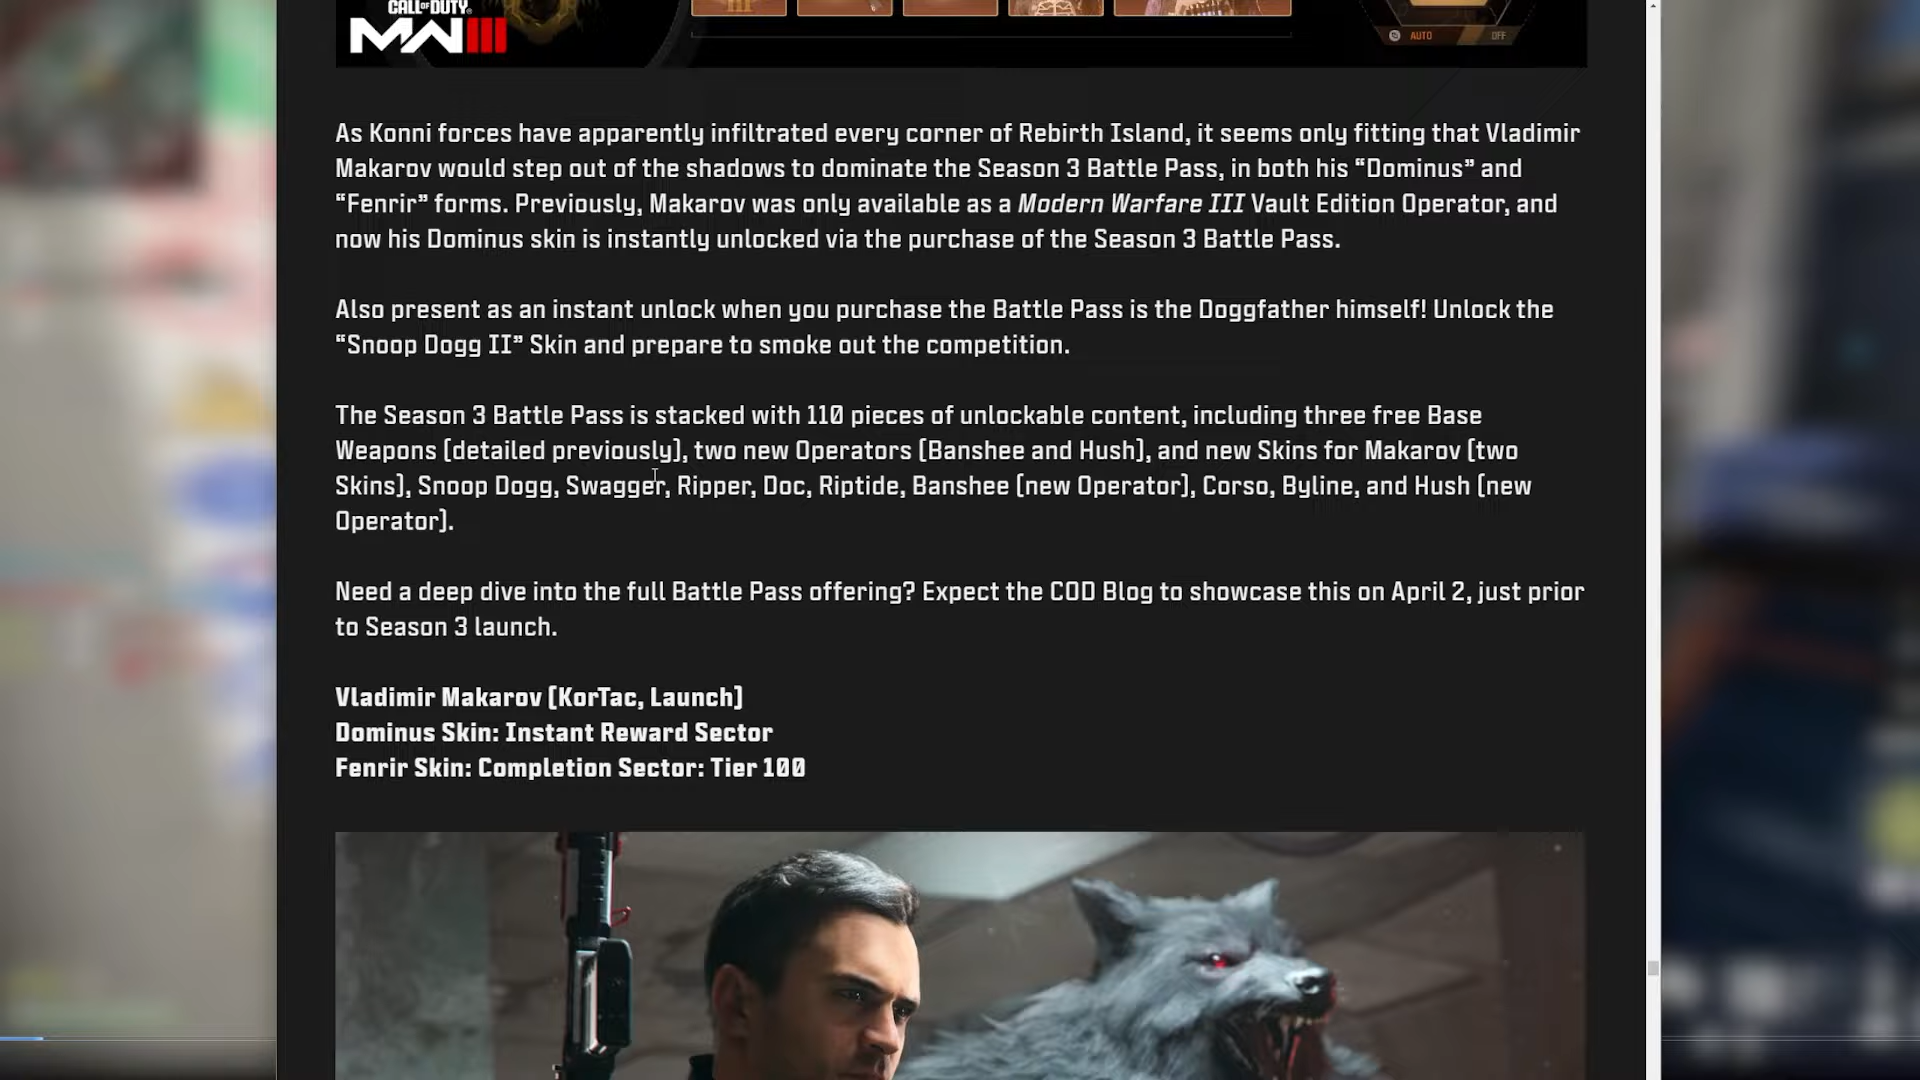 CALL OF DUTY
MWIII
AUTO OFF
As Konni forces have apparently infiltrated every corner of Rebirth Island, it seems only fitting that Vladimir
Makarov would step out of the shadows to dominate the Season 3 Battle Pass, in both his “Dominus” and
“Fenrir” forms. Previously, Makarov was only available as a Modern Warfare III Vault Edition Operator, and
now his Dominus skin is instantly unlocked via the purchase of the Season 3 Battle Pass.
Also present as an instant unlock when you purchase the Battle Pass is the Doggfather himself! Unlock the
“Snoop Dogg II” Skin and prepare to smoke out the competition.
The Season 3 Battle Pass is stacked with 110 pieces of unlockable content, including three free Base
Weapons (detailed previously), two new Operators (Banshee and Hush), and new Skins for Makarov (two
Skins), Snoop Dogg, Swagger, Ripper, Doc, Riptide, Banshee (new Operator), Corso, Byline, and Hush (new
Operator).
Need a deep dive into the full Battle Pass offering? Expect the COD Blog to showcase this on April 2, just prior
to Season 3 launch.
Vladimir Makarov (KorTac, Launch)
Dominus Skin: Instant Reward Sector
Fenrir Skin: Completion Sector: Tier 100